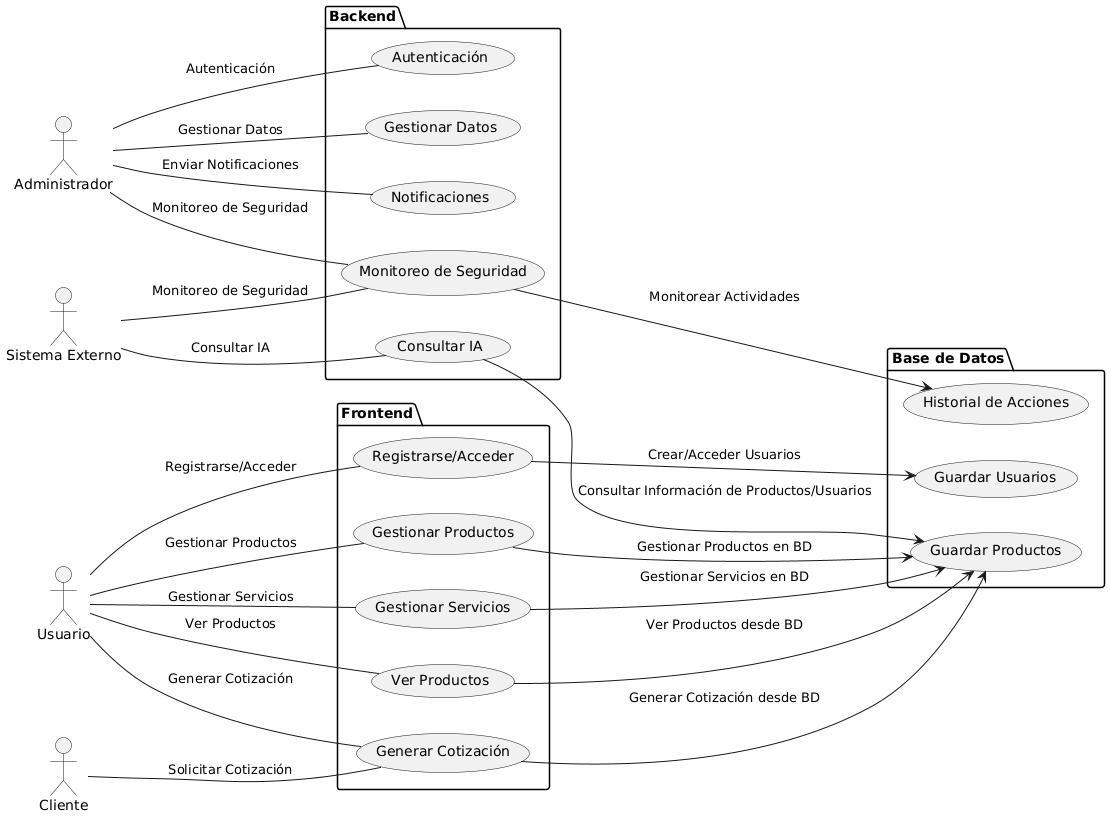 Backend
Autenticación
Autenticación
Gestionar Datos
Gestionar Datos
Enviar Notificaciones
Notificaciones
Administrador
Monitoreo de Seguridad
Monitoreo de Seguridad
Monitoreo de Seguridad
Monitorear Actividades
Sistema Externo
Consultar IA
Consultar IA
Base de Datos
Historial de Acciones
Frontend
Registrarse/Acceder
Registrarse/Acceder
Crear/Acceder Usuarios
Guardar Usuarios
Consultar Información de Productos/Usuarios
Gestionar Productos
Gestionar Productos
Gestionar Productos en BD
Guardar Productos
Gestionar Servicios
Gestionar Servicios
Gestionar Servicios en BD
Usuario
Ver Productos
Ver Productos
Ver Productos desde BD
Generar Cotización
Generar Cotización
Generar Cotización desde BD
Solicitar Cotización
Cliente